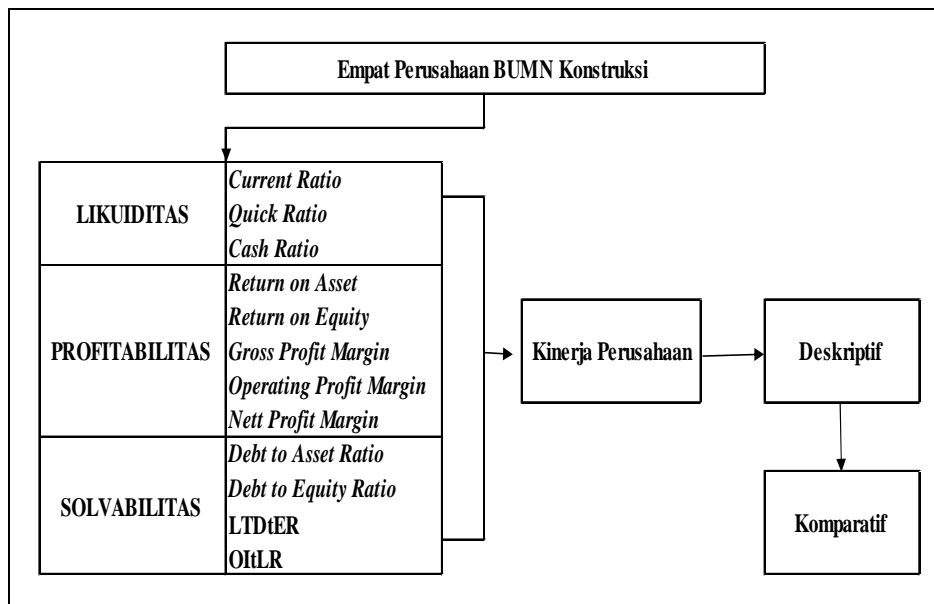 Empat Perusahaan BUMN Konstruksi
LIKUIDITAS
Current Ratio
Quick Ratio
Cash Ratio
PROFITABILITAS
Return on Asset
Return on Equity
Gross Profit Margin
Operating Profit Margin
Nett Profit Margin
SOLVABILITAS
Debt to Asset Ratio
Debt to Equity Ratio
LTDtER
OItLR
Kinerja Perusahaan
Deskriptif
Komparatif